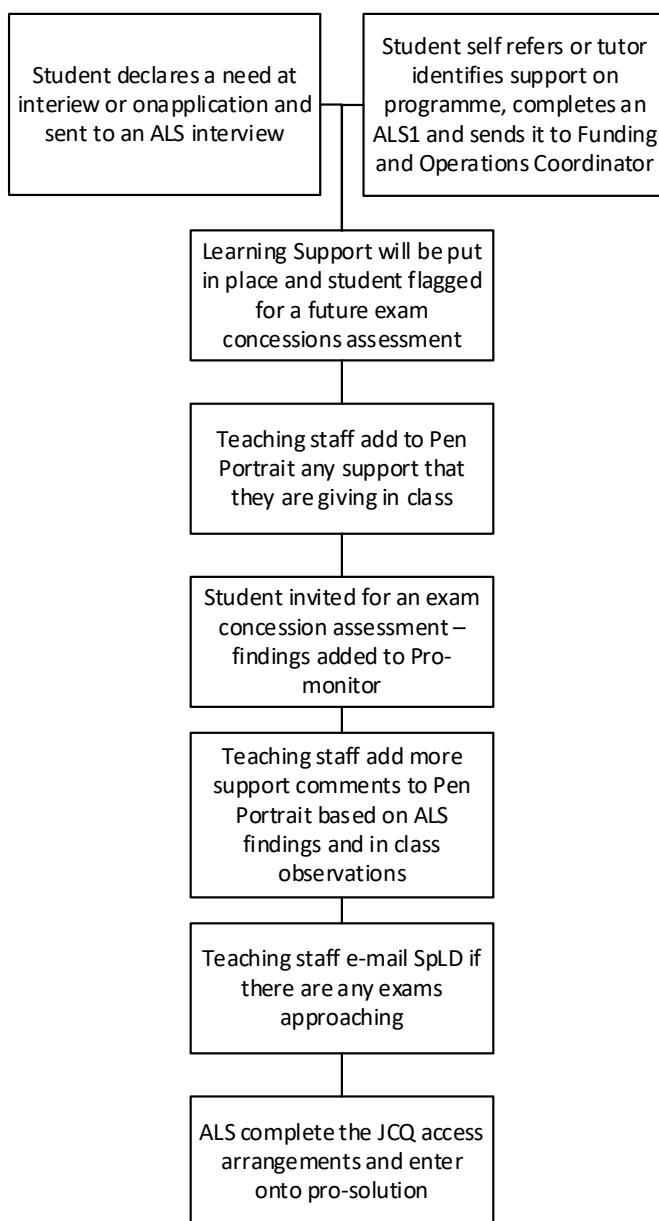 Student declares a need at
interiew or onapplication and
sent to an ALS interview
Student self refers or tutor
identifies support on
programme, completes an
ALS1 and sends it to Funding
and Operations Coordinator
Learning Support will be put
in place and student flagged
for a future exam
concessions assessment
Teaching staff add to Pen
Portrait any support that
they are giving in class
Student invited for an exam
concession assessment –
findings added to Pro-
monitor
Teaching staff add more
support comments to Pen
Portrait based on ALS
findings and in class
observations
Teaching staff e-mail SpLD if
there are any exams
approaching
ALS complete the JCQ access
arrangements and enter
onto pro-solution